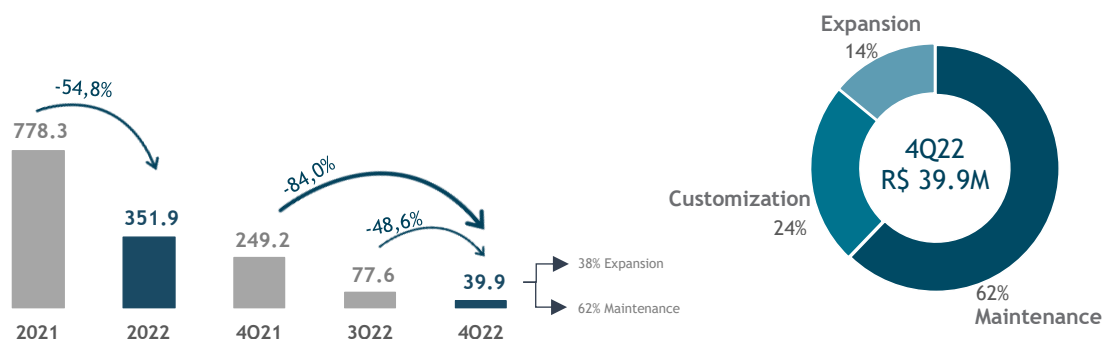 -54,8%
778.3
351.9
-84,0%
249.2
-48,6%
77.6
39.9
38% Expansion
62% Maintenance
2021
2022
4Q21
3Q22
4Q22
Expansion
14%
4Q22
R$ 39.9M
Customization
24%
62%
Maintenance